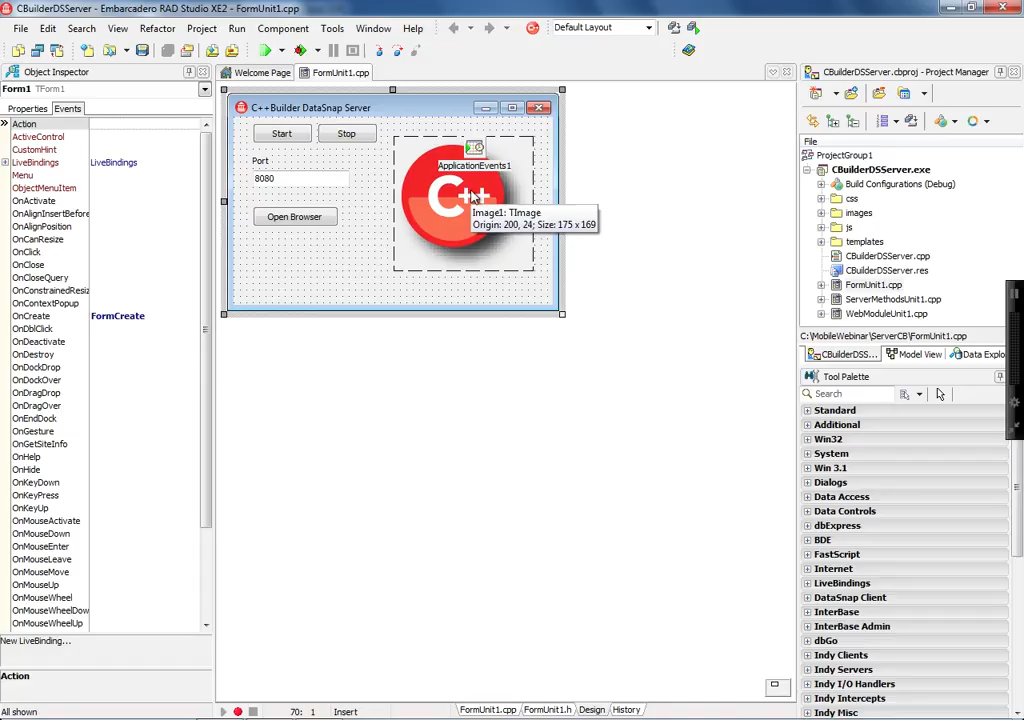 CBuilderDSServer - Embarcadero RAD Studio XE2 - FormUnit1.cpp
File Edit Search View Refactor Project Run Component Tools Window Help
Default Layout
Object Inspector
Form1 TForm1
Properties Events
Action
ActiveControl
CustomHint
LiveBindings LiveBindings
Menu
ObjectMenuItem
OnActivate
OnAlignInsertBefore
OnAlignPosition
OnCanResize
OnClick
OnClose
OnCloseQuery
OnConstrainedResiz
OnContextPopup
OnCreate FormCreate
OnDblClick
OnDeactivate
OnDestroy
OnDockDrop
OnDockOver
OnDragDrop
OnDragOver
OnEndDock
OnGesture
OnGetSiteInfo
OnHelp
OnHide
OnKeyDown
OnKeyPress
OnKeyUp
OnMouseActivate
OnMouseDown
OnMouseEnter
OnMouseLeave
OnMouseMove
OnMouseUp
OnMouseWheel
OnMouseWheelDow
OnMouseWheelUp
New LiveBinding...
Action
All shown
Welcome Page FormUnit1.cpp
C++Builder DataSnap Server
Start Stop
Port
8080
Open Browser
ApplicationEvents1
C++
Image1: TImage
Origin: 200, 24; Size: 175 x 169
70: 1 Insert FormUnit1.cpp FormUnit1.h Design History
CBuilderDSServer.cbproj - Project Manager
File
ProjectGroup1
CBuilderDSServer.exe
Build Configurations (Debug)
css
images
js
templates
CBuilderDSServer.cpp
CBuilderDSServer.res
FormUnit1.cpp
ServerMethodsUnit1.cpp
WebModuleUnit1.cpp
C:\MobileWebinar\ServerCB\FormUnit1.cpp
CBuilderDSS... Model View Data Explo
Tool Palette
Search
Standard
Additional
Win32
System
Win 3.1
Dialogs
Data Access
Data Controls
dbExpress
BDE
FastScript
Internet
LiveBindings
DataSnap Client
InterBase
InterBase Admin
dbGo
Indy Clients
Indy Servers
Indy I/O Handlers
Indy Intercepts
Indy Misc